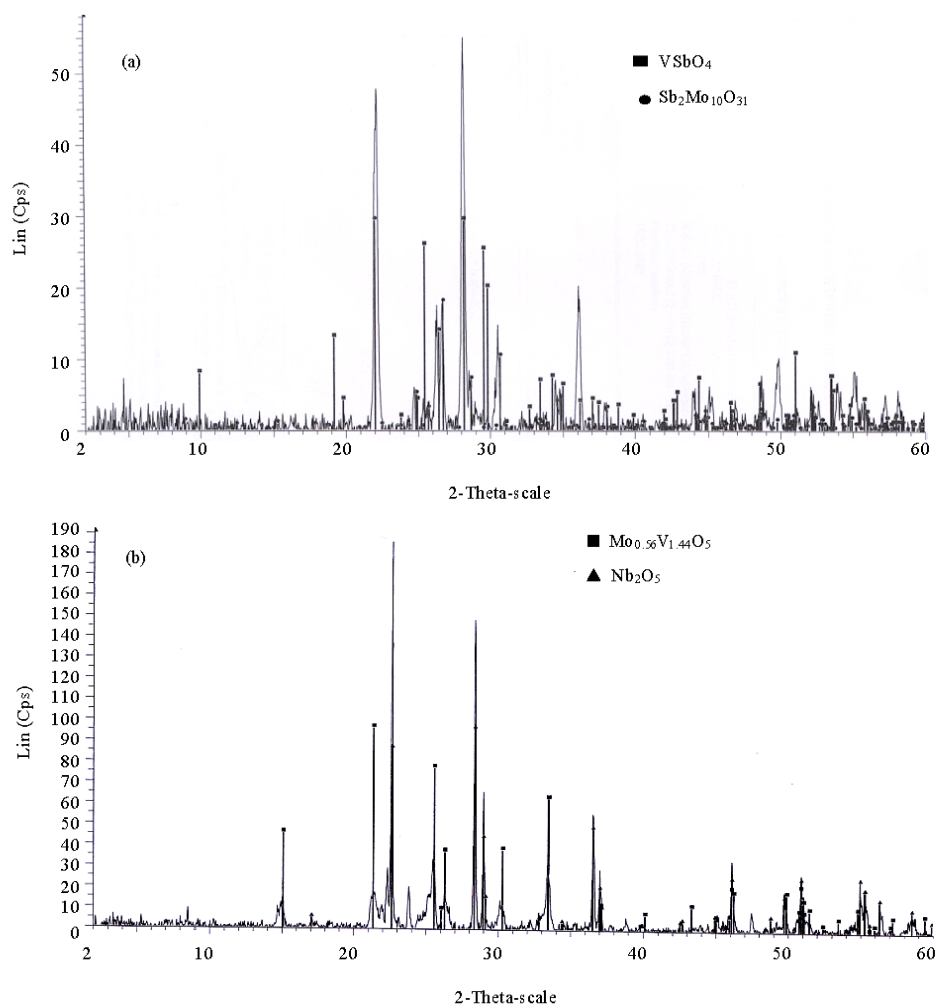 (a)
■ VSbO₄
● Sb₂Mo₁₀O₃₁
Lin (Cps)
50
40
30
20
10
0
2 10 20 30 40 50 60
2-Theta-scale
(b)
■ Mo₀.₅₆V₁.₄₄O₅
▲ Nb₂O₅
Lin (Cps)
190
180
170
160
150
140
130
120
110
100
90
80
70
60
50
40
30
20
10
0
2 10 20 30 40 50 60
2-Theta-scale